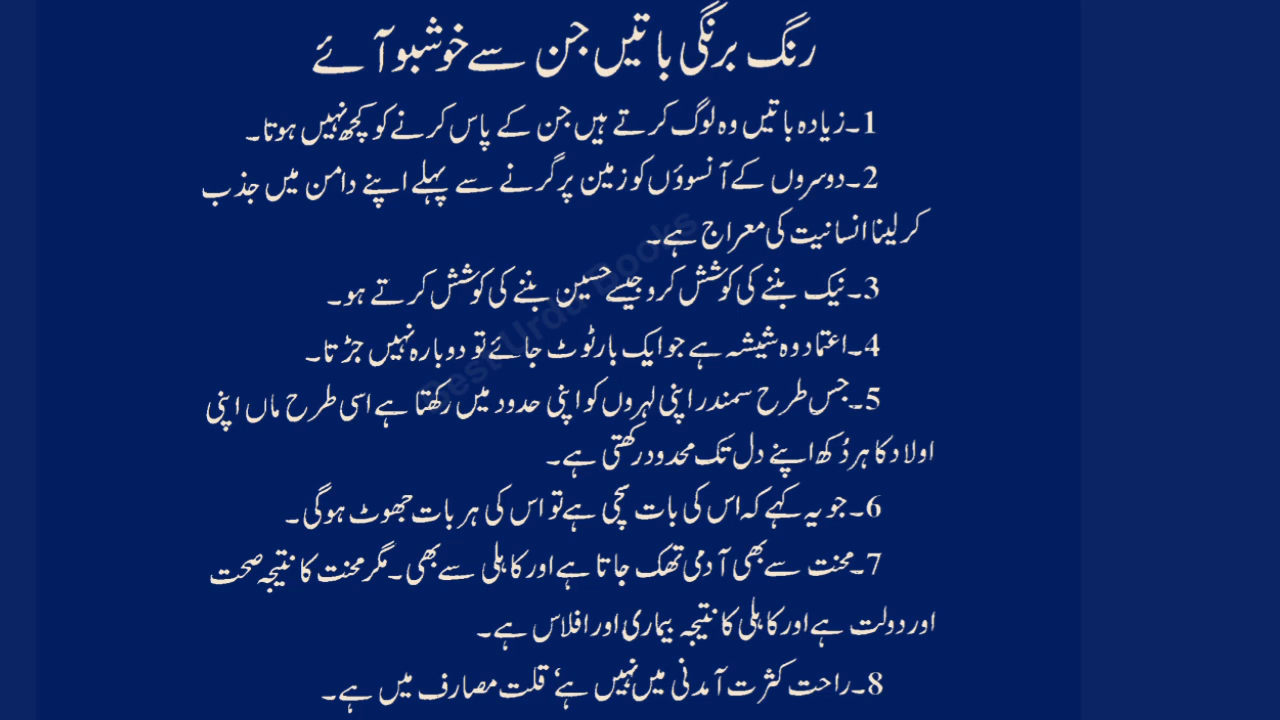 رنگ برنگی باتیں جن سے خوشبو آئے
1۔زیادہ باتیں وہ لوگ کرتے ہیں جن کے پاس کرنے کو کچھ نہیں ہوتا۔
2۔دوسروں کے آنسوؤں کو زمین پر گرنے سے پہلے اپنے دامن میں جذب
کر لینا انسانیت کی معراج ہے۔
3۔نیک بننے کی کوشش کرو جیسے حسین بننے کی کوشش کرتے ہو۔
4۔اعتماد وہ شیشہ ہے جو ایک بار ٹوٹ جائے تو دوبارہ نہیں جڑتا۔
5۔جس طرح سمندر اپنی لہروں کو اپنی حدود میں رکھتا ہے اسی طرح ماں اپنی
اولاد کا ہر دُکھ اپنے دل تک محدود رکھتی ہے۔
6۔جو یہ کہے کہ اس کی بات سچی ہے تو اس کی ہر بات جھوٹ ہوگی۔
7۔محنت سے بھی آدمی تھک جاتا ہے اور کاہلی سے بھی۔مگر محنت کا نتیجہ صحت
اور دولت ہے اور کاہلی کا نتیجہ بیماری اور افلاس ہے۔
8۔راحت کثرت آمدنی میں نہیں ہے‘ قلت مصارف میں ہے۔
Best Urdu Books